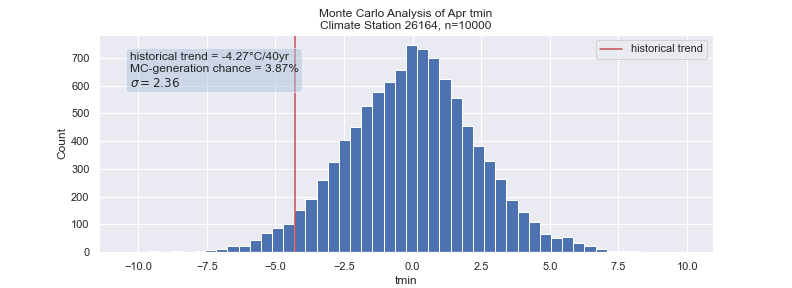 Monte Carlo Analysis of Apr tmin
Climate Station 26164, n=10000
historical trend = -4.27°C/40yr
MC-generation chance = 3.87%
σ = 2.36
historical trend
Count
700
600
500
400
300
200
100
0
−10.0 −7.5 −5.0 −2.5 0.0 2.5 5.0 7.5 10.0
tmin